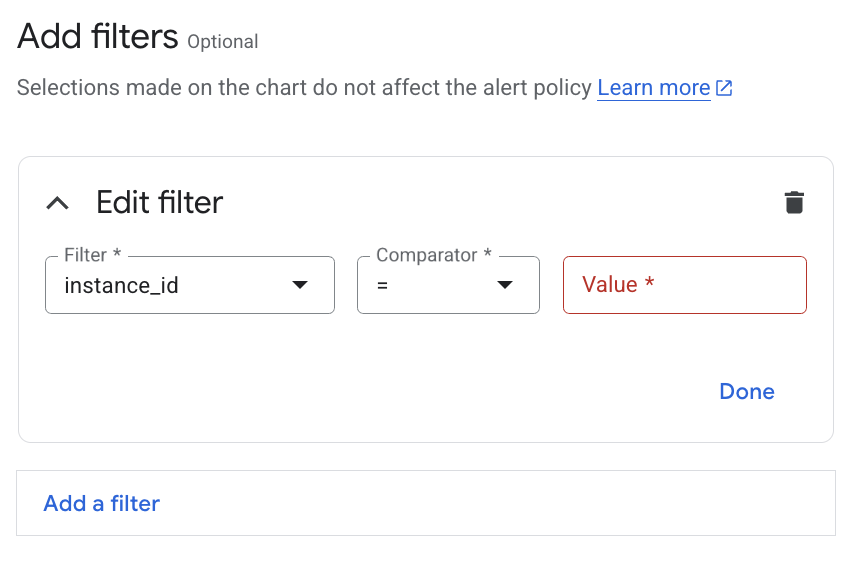 Add filters Optional
Selections made on the chart do not affect the alert policy Learn more
Edit filter
Filter * Comparator *
instance_id = Value *
Done
Add a filter